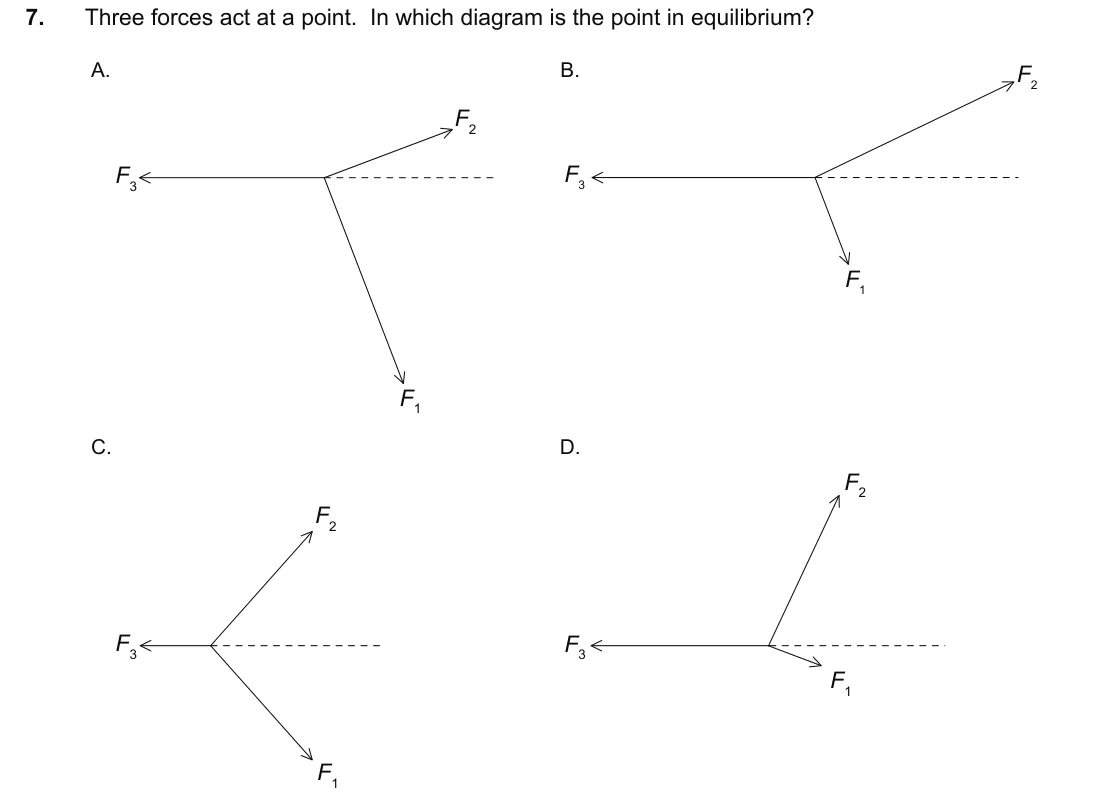 7. Three forces act at a point. In which diagram is the point in equilibrium?
A. B.
F2
F2
F3
F3
F1
F1
C. D.
F2
F2
F3
F3
F1
F1